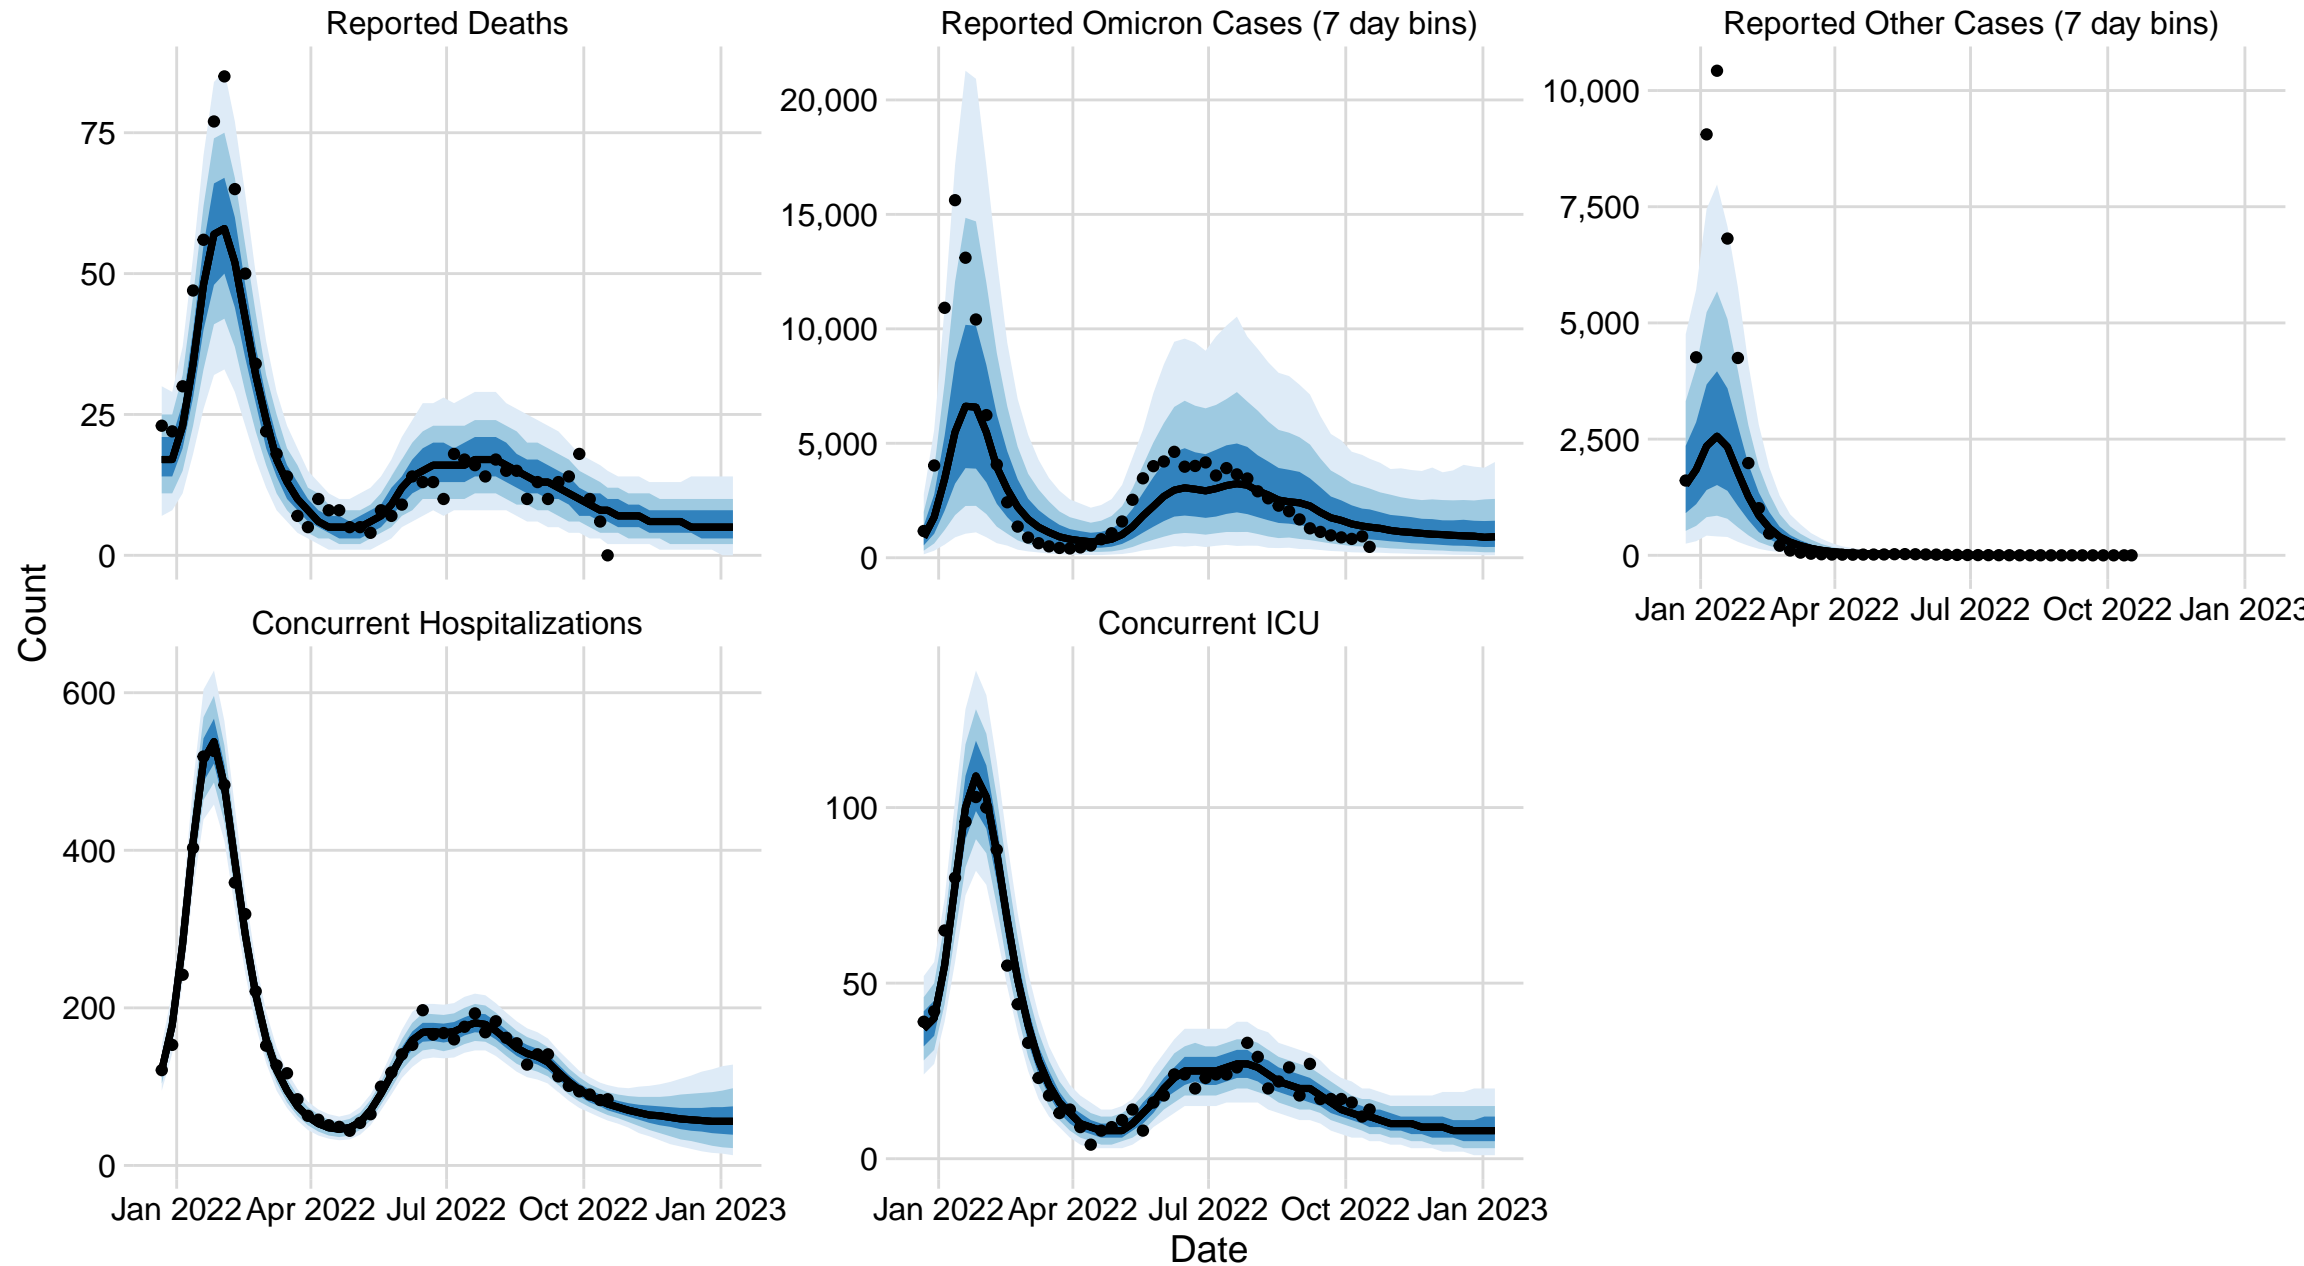 Reported Deaths
Reported Omicron Cases (7 day bins)
Reported Other Cases (7 day bins)
75
50
25
0
20,000
15,000
10,000
5,000
0
10,000
7,500
5,000
2,500
0
Jan 2022 Apr 2022 Jul 2022 Oct 2022 Jan 2023
Count
Concurrent Hospitalizations
Concurrent ICU
600
400
200
0
100
50
0
Jan 2022 Apr 2022 Jul 2022 Oct 2022 Jan 2023
Jan 2022 Apr 2022 Jul 2022 Oct 2022 Jan 2023
Date